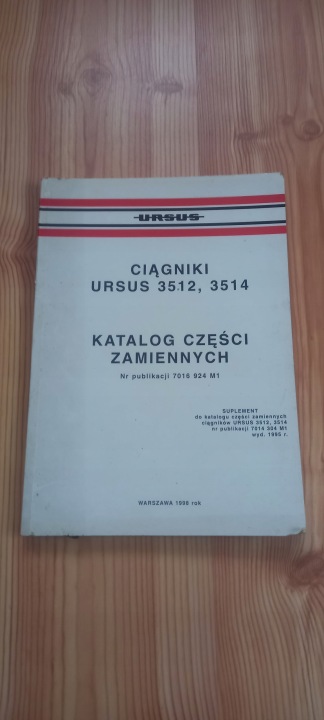 URSUS
CIĄGNIKI
URSUS 3512, 3514
KATALOG CZĘŚCI
ZAMIENNYCH
Nr publikacji 7016 924 M1
SUPLEMENT
do katalogu części zamiennych
ciągników URSUS 3512, 3514
nr publikacji 7014 304 M1
wyd. 1995 r.
WARSZAWA 1999 rok